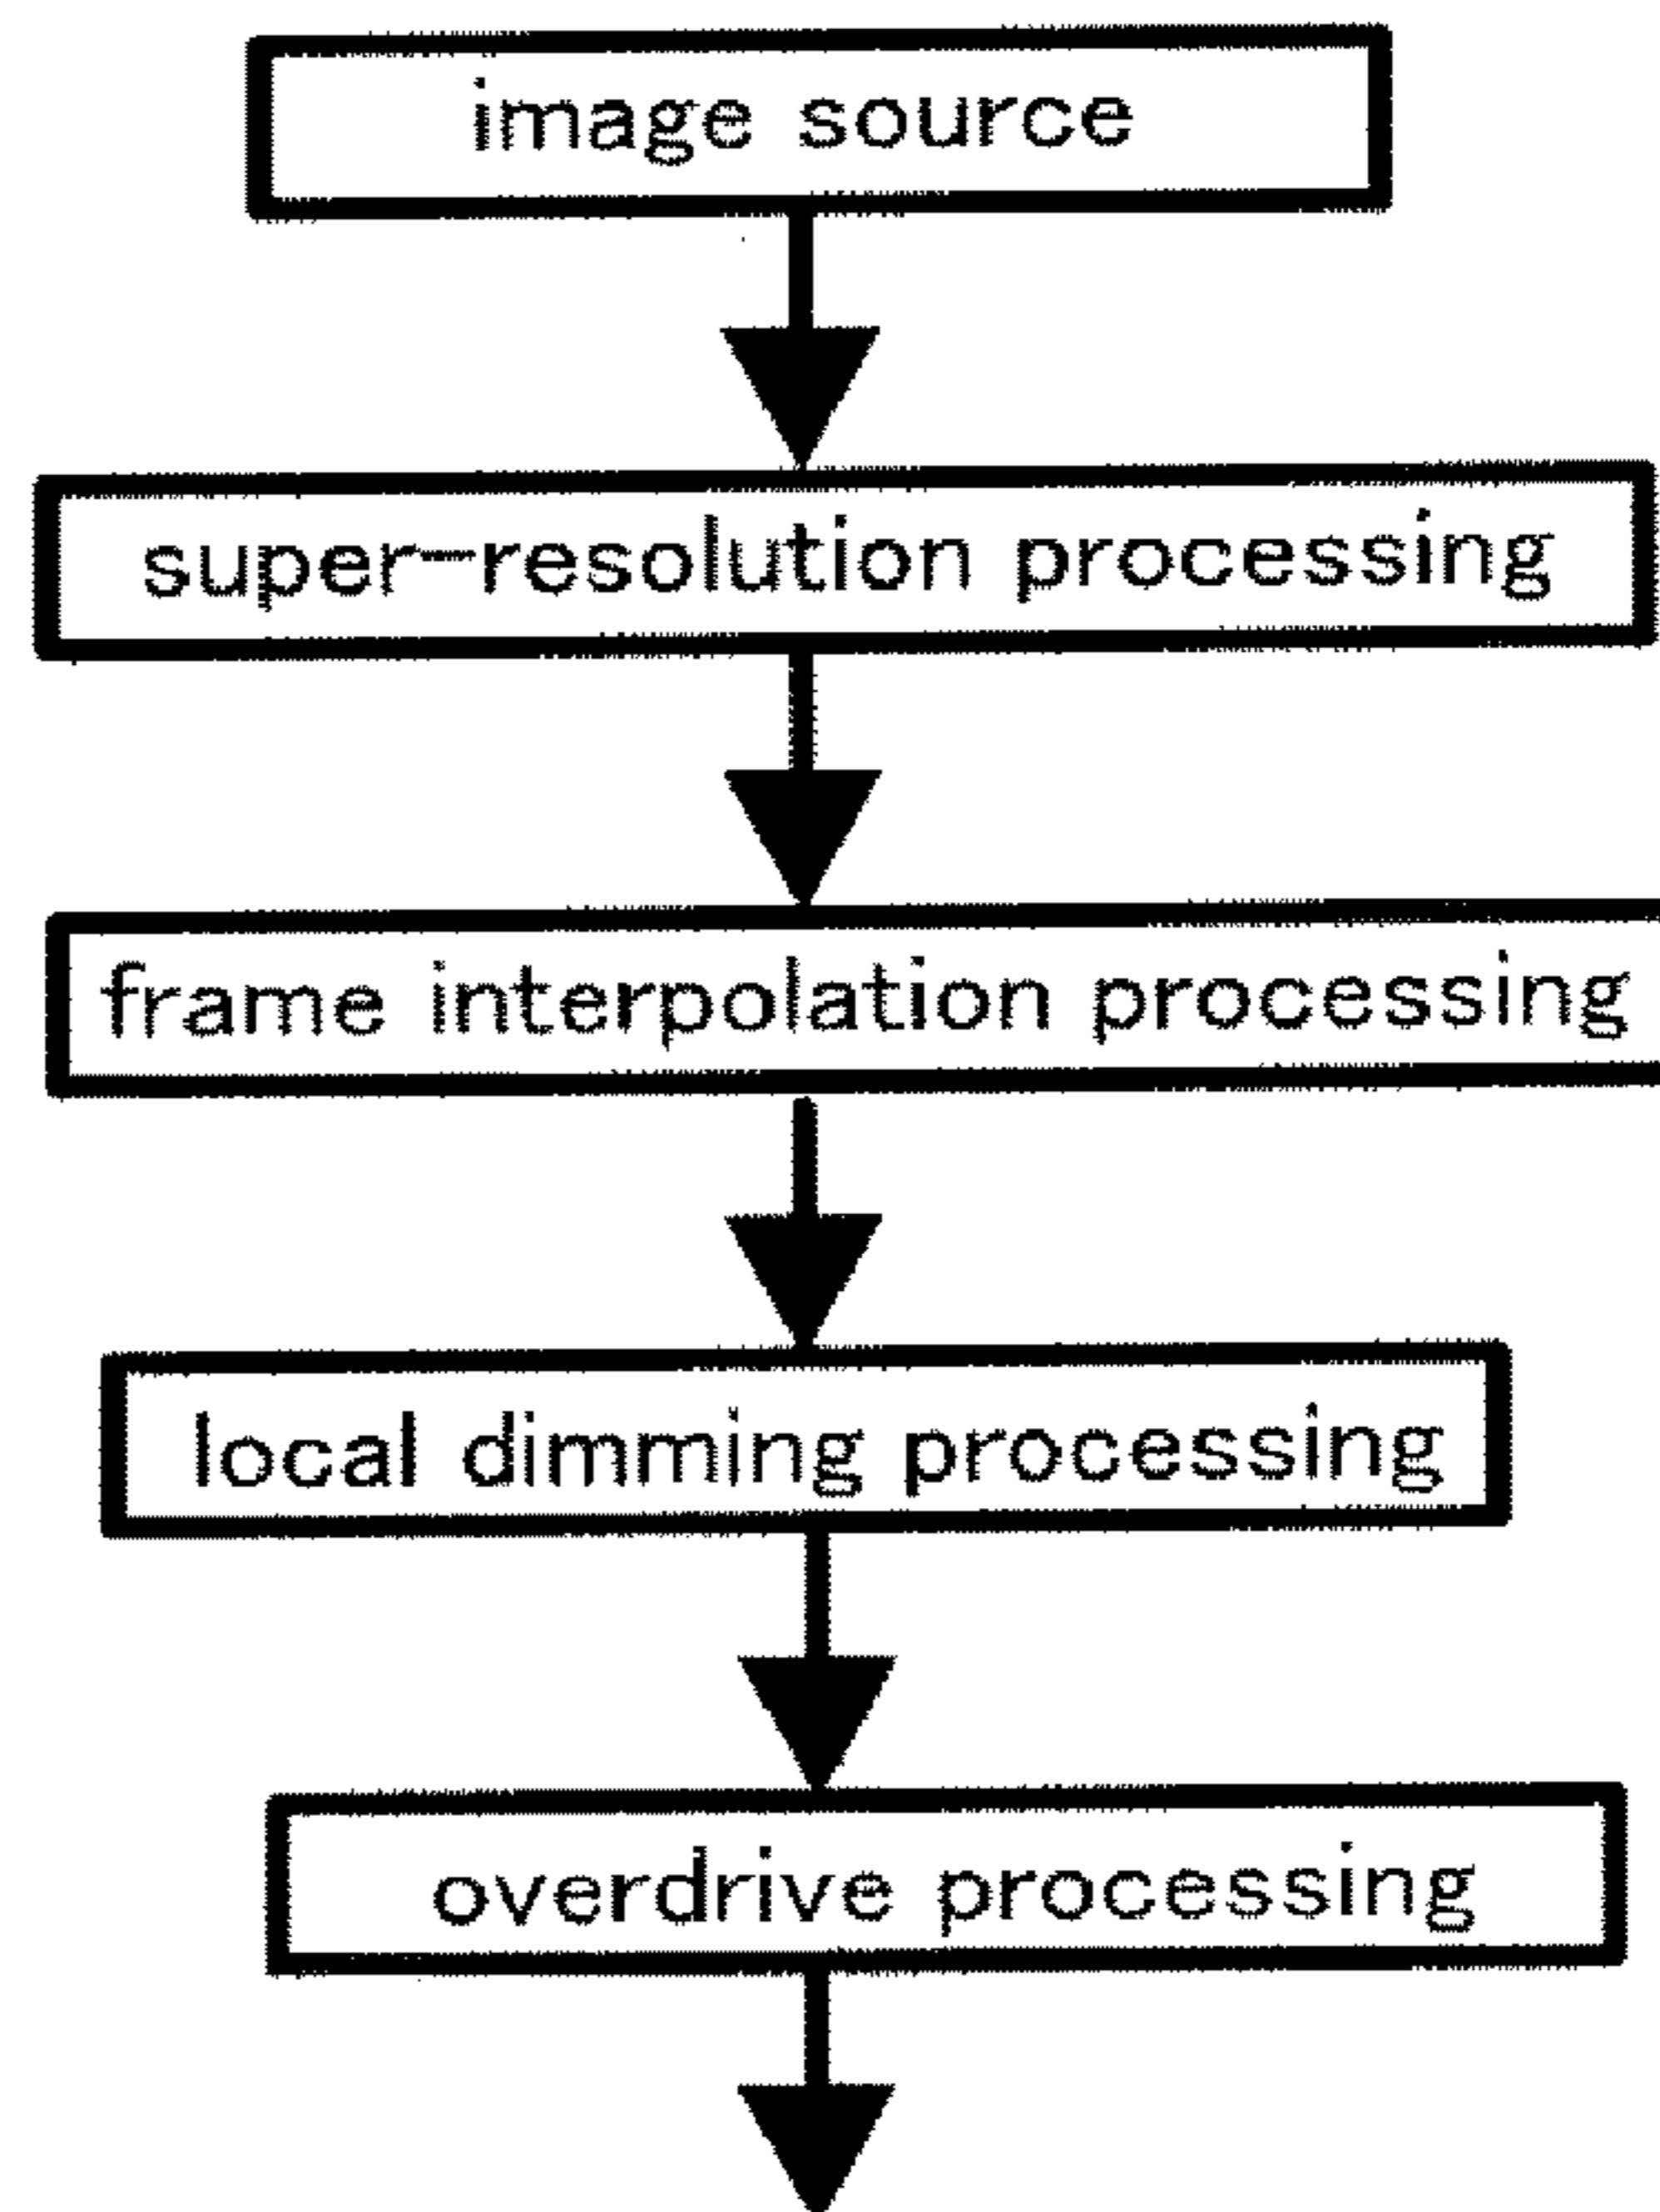 image source
super-resolution processing
frame interpolation processing
local dimming processing
overdrive processing